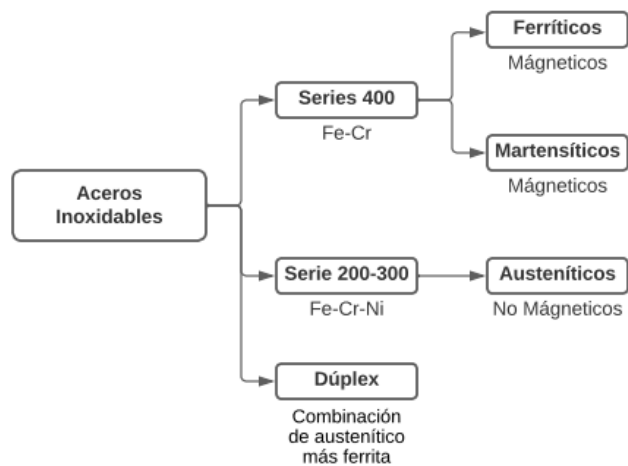 Ferríticos
Mágneticos
Series 400
Fe-Cr
Martensíticos
Mágneticos
Aceros
Inoxidables
Serie 200-300
Fe-Cr-Ni
Austeníticos
No Mágneticos
Dúplex
Combinación
de austenítico
más ferrita